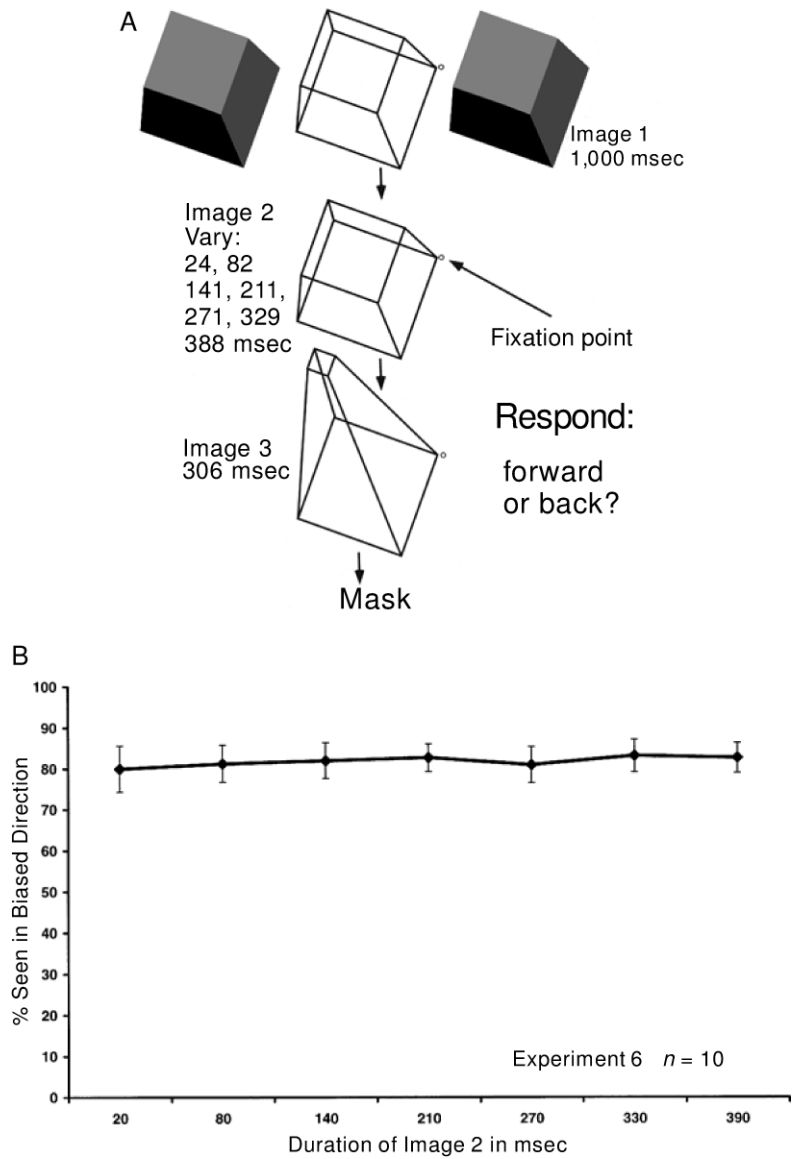 A
Image 1
1,000 msec
Image 2
Vary:
24, 82
141, 211,
271, 329
388 msec
Fixation point
Image 3
306 msec
Respond:
forward
or back?
Mask
B
% Seen in Biased Direction
100
90
80
70
60
50
40
30
20
10
0
Experiment 6 n = 10
20 80 140 210 270 330 390
Duration of Image 2 in msec